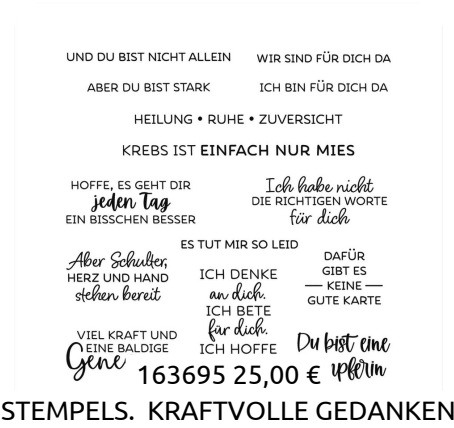 UND DU BIST NICHT ALLEIN
WIR SIND FÜR DICH DA
ABER DU BIST STARK
ICH BIN FÜR DICH DA
HEILUNG • RUHE • ZUVERSICHT
KREBS IST EINFACH NUR MIES
HOFFE, ES GEHT DIR
jeden Tag
EIN BISSCHEN BESSER
Ich habe nicht
DIE RICHTIGEN WORTE
für dich
ES TUT MIR SO LEID
Aber Schulter,
HERZ UND HAND
stehen bereit
ICH DENKE
an dich.
ICH BETE
für dich.
ICH HOFFE
DAFÜR
GIBT ES
KEINE
GUTE KARTE
VIEL KRAFT UND
EINE BALDIGE
Gene
Du bist eine
pferin
163695 25,00 €
STEMPELS. KRAFTVOLLE GEDANKEN